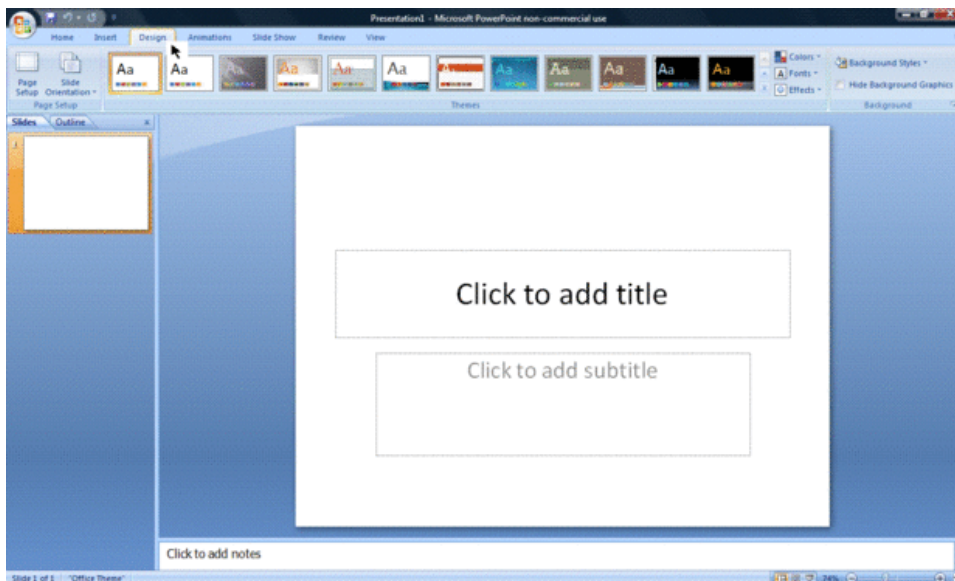 Presentation1 - Microsoft PowerPoint non-commercial use
Home Insert Design Animations Slide Show Review View
Aa Aa Aa Aa Aa Aa Aa Aa Aa Aa Aa Aa
Colors
Fonts
Effects
Background Styles
Hide Background Graphics
Page Setup
Slide Orientation
Page Setup
Themes
Background
Slides Outline
1
Click to add title
Click to add subtitle
Click to add notes
Slide 1 of 1 "Office Theme" 74%